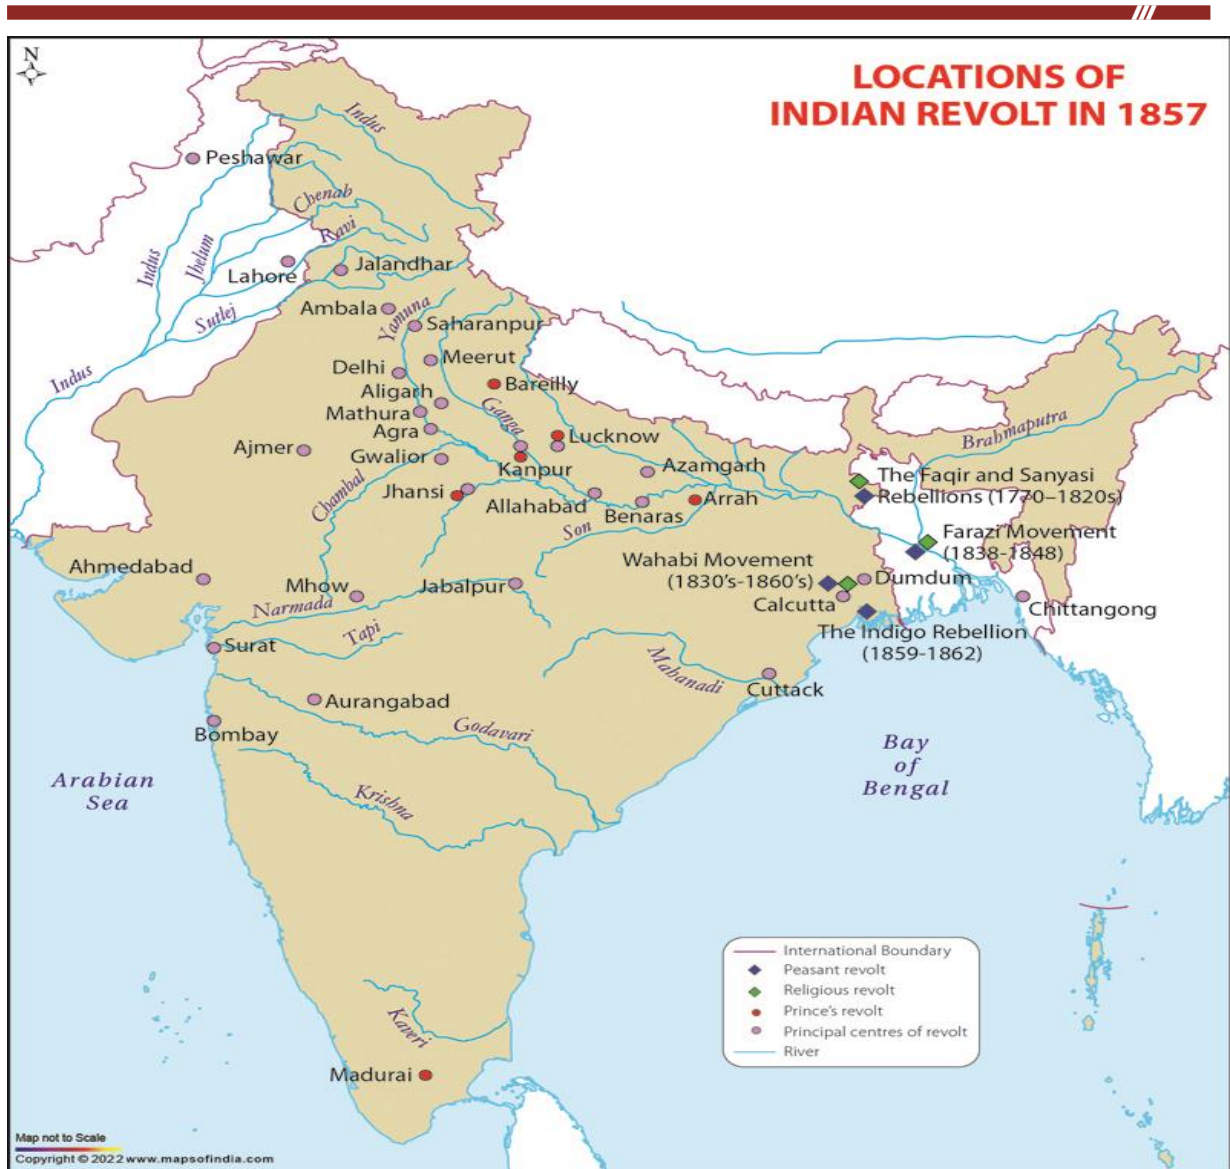 N
LOCATIONS OF
INDIAN REVOLT IN 1857
Indus
Peshawar
Chenab
Ravi
Jhelum
Indus
Lahore
Jalandhar
Sutlej
Ambala
Yamuna
Saharanpur
Indus
Delhi
Meerut
Bareilly
Aligarh
Mathura
Ganga
Agra
Lucknow
Brahmaputra
Ajmer
Gwalior
Kanpur
Azamgarh
The Faqir and Sanyasi
Rebellions (1770–1820s)
Chambal
Jhansi
Allahabad
Benaras
Arrah
Son
Farazi Movement
(1838-1848)
Ahmedabad
Wahabi Movement
(1830's-1860's)
Mhow
Jabalpur
Dumdum
Narmada
Calcutta
Chittangong
Tapi
The Indigo Rebellion
(1859-1862)
Surat
Mahanadi
Cuttack
Aurangabad
Godavari
Bombay
Bay
of
Bengal
Arabian
Sea
Krishna
International Boundary
Peasant revolt
Religious revolt
Prince's revolt
Principal centres of revolt
River
Kaveri
Madurai
Map not to Scale
Copyright © 2022 www.mapsofindia.com